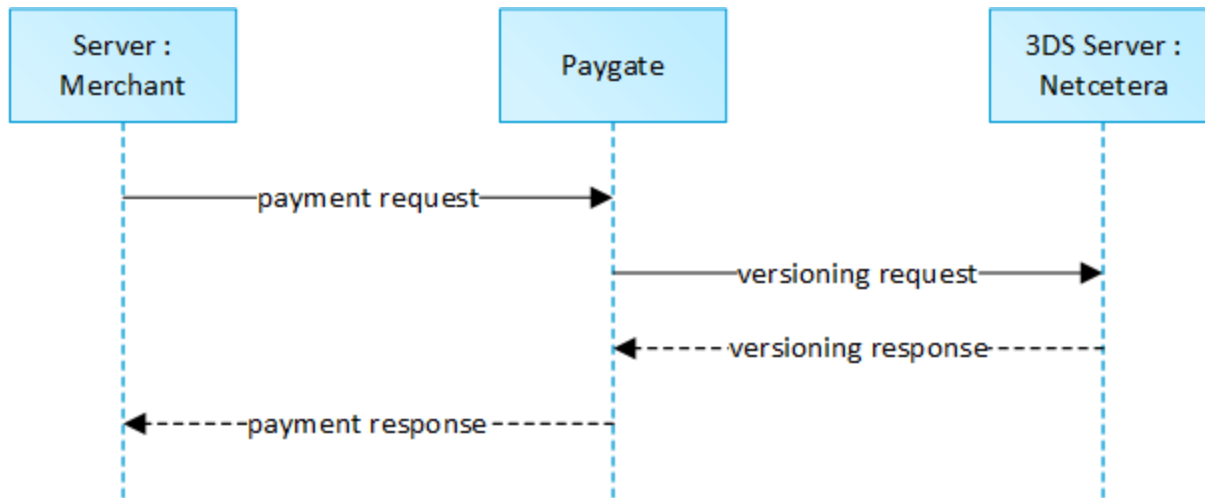 Server :
Merchant
Paygate
3DS Server :
Netcetera
payment request
versioning request
versioning response
payment response